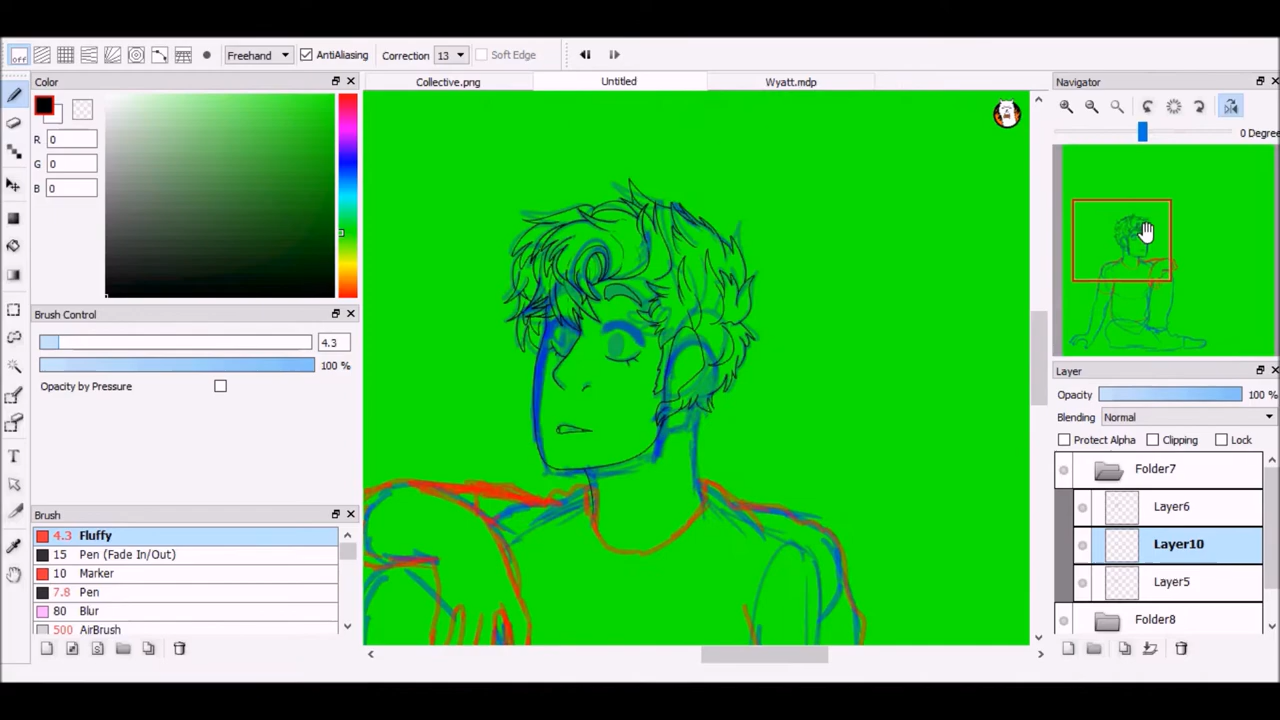 off Freehand AntiAliasing Correction 13 Soft Edge
Color
R 0
G 0
B 0
Brush Control
4.3
100 %
Opacity by Pressure
Brush
4.3 Fluffy
15 Pen (Fade In/Out)
10 Marker
7.8 Pen
80 Blur
500 AirBrush
T
Collective.png Untitled Wyatt.mdp
Navigator
0 Degree
Layer
Opacity 100 %
Blending Normal
Protect Alpha Clipping Lock
Folder7
Layer6
Layer10
Layer5
Folder8